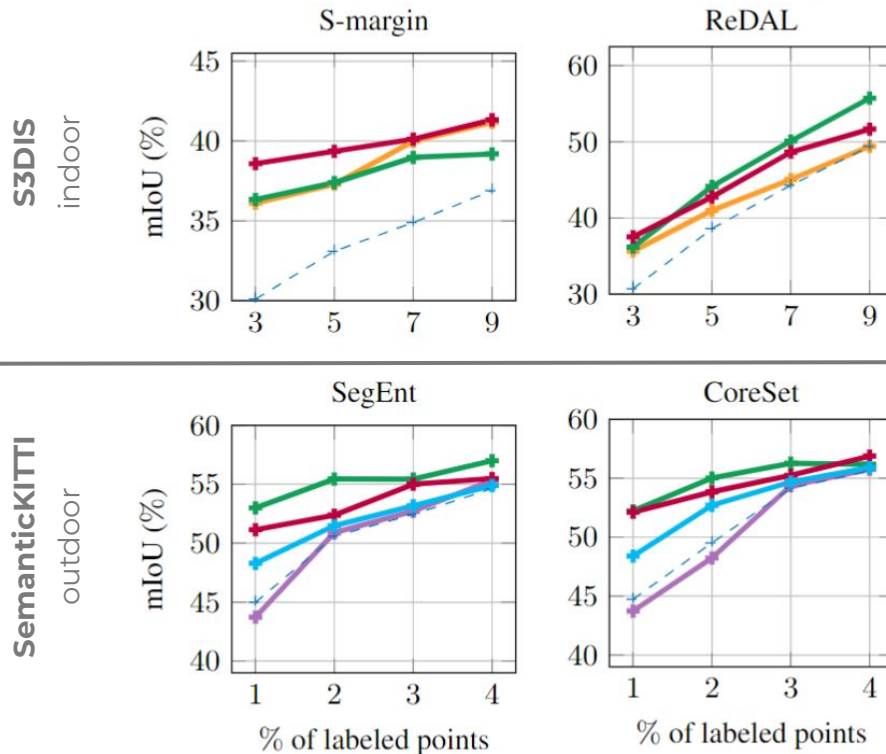 S-margin
ReDAL
S3DIS
indoor
mIoU (%)
45
40
35
30
3 5 7 9
60
50
40
30
3 5 7 9
SegEnt
CoreSet
SemanticKITTI
outdoor
mIoU (%)
60
55
50
45
40
1 2 3 4
% of labeled points
60
55
50
45
40
1 2 3 4
% of labeled points